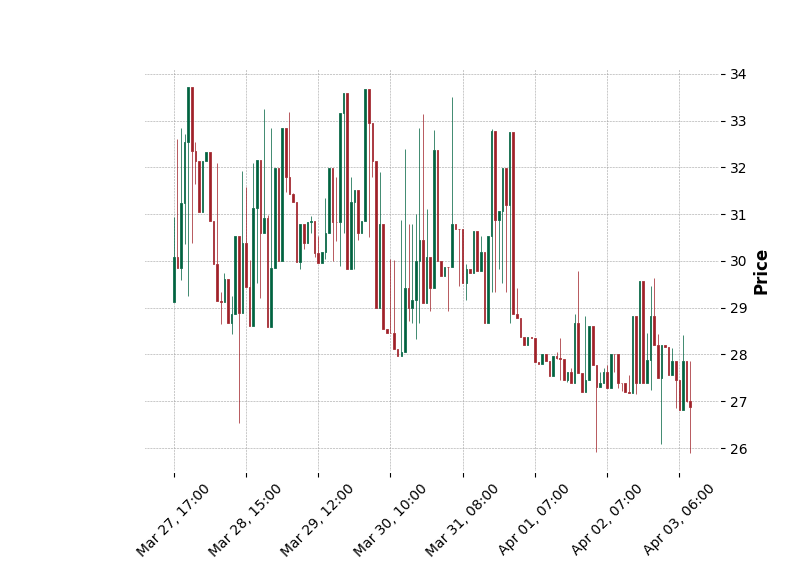 34
33
32
31
30
29
28
27
26
Price
Mar 27, 17:00
Mar 28, 15:00
Mar 29, 12:00
Mar 30, 10:00
Mar 31, 08:00
Apr 01, 07:00
Apr 02, 07:00
Apr 03, 06:00